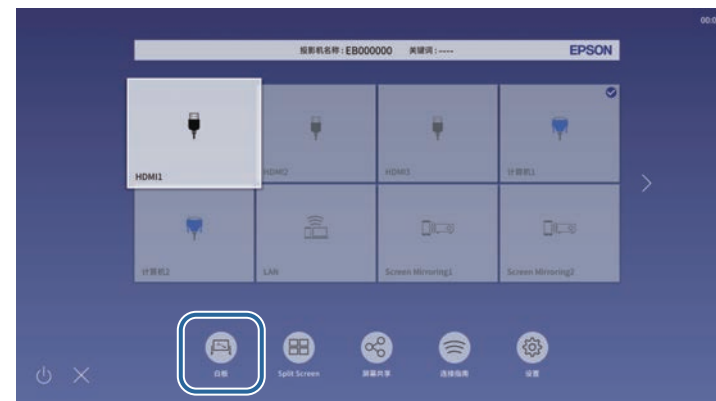 00:0
投影机名称 : EB000000 关键词 : ---- EPSON
HDMI1 HDMI2 HDMI3 计算机1
计算机2 LAN Screen Mirroring1 Screen Mirroring2
白板 Split Screen 屏幕共享 连接指南 设置